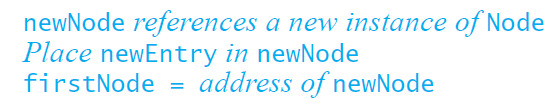 newNode references a new instance of Node
Place newEntry in newNode
firstNode = address of newNode